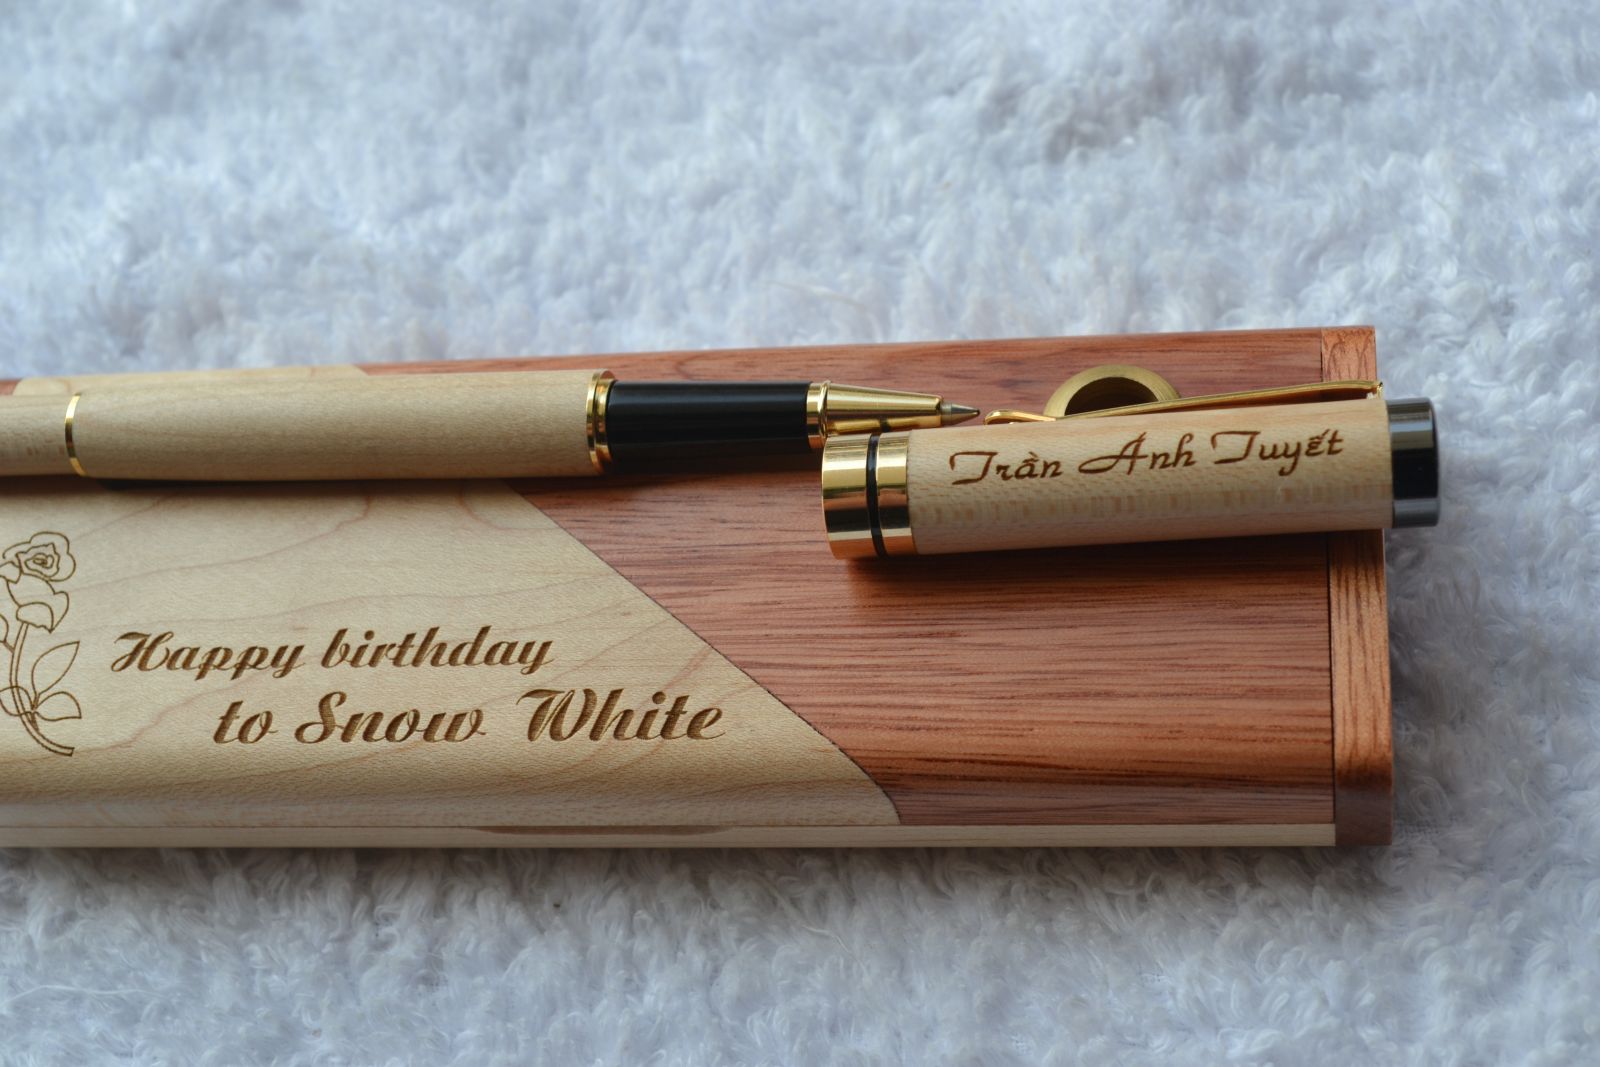 Trần Ánh Tuyết
Happy birthday
to Snow White